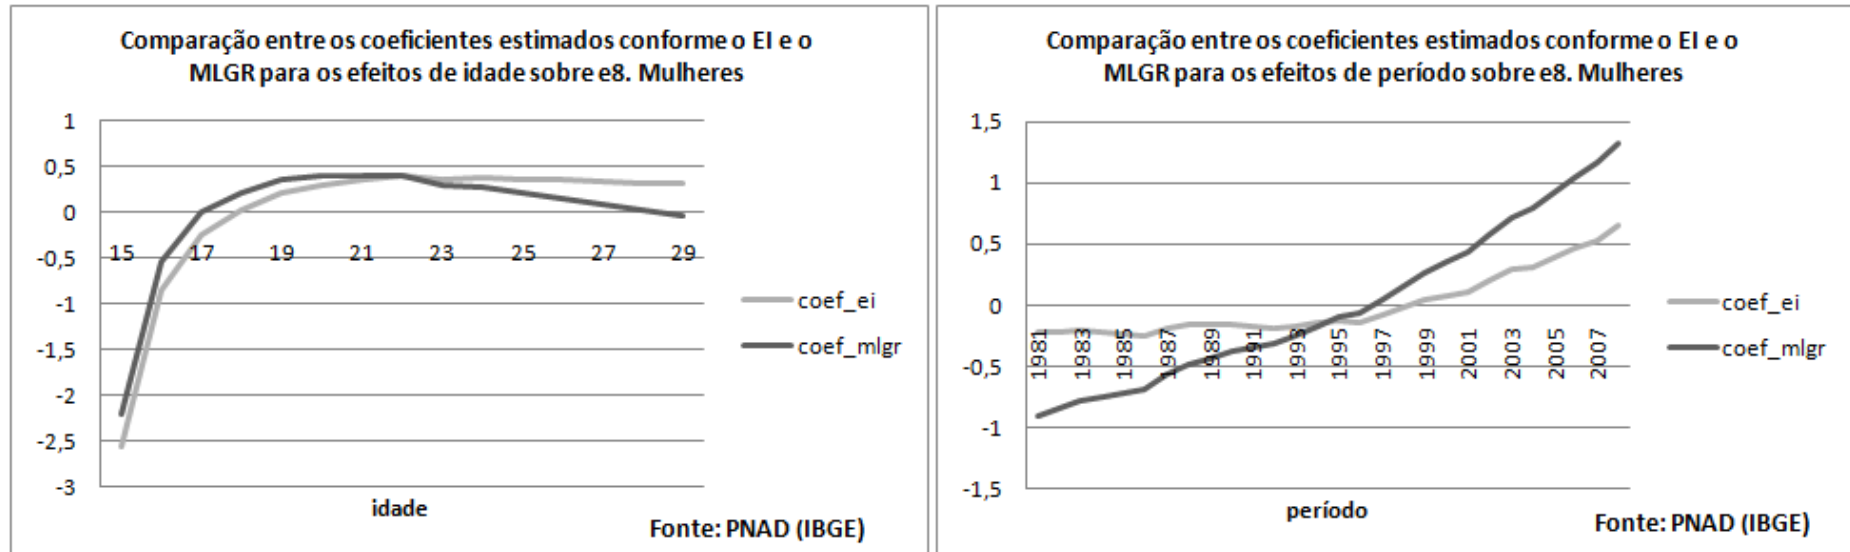 Comparação entre os coeficientes estimados conforme o EI e o
MLGR para os efeitos de idade sobre e8. Mulheres
1
0,5
0
-0,5
-1
-1,5
-2
-2,5
-3
15 17 19 21 23 25 27 29
coef_ei
coef_mlgr
idade
Fonte: PNAD (IBGE)
Comparação entre os coeficientes estimados conforme o EI e o
MLGR para os efeitos de período sobre e8. Mulheres
1,5
1
0,5
0
-0,5
-1
-1,5
1981
1983
1985
1987
1989
1991
1993
1995
1997
1999
2001
2003
2005
2007
coef_ei
coef_mlgr
período
Fonte: PNAD (IBGE)